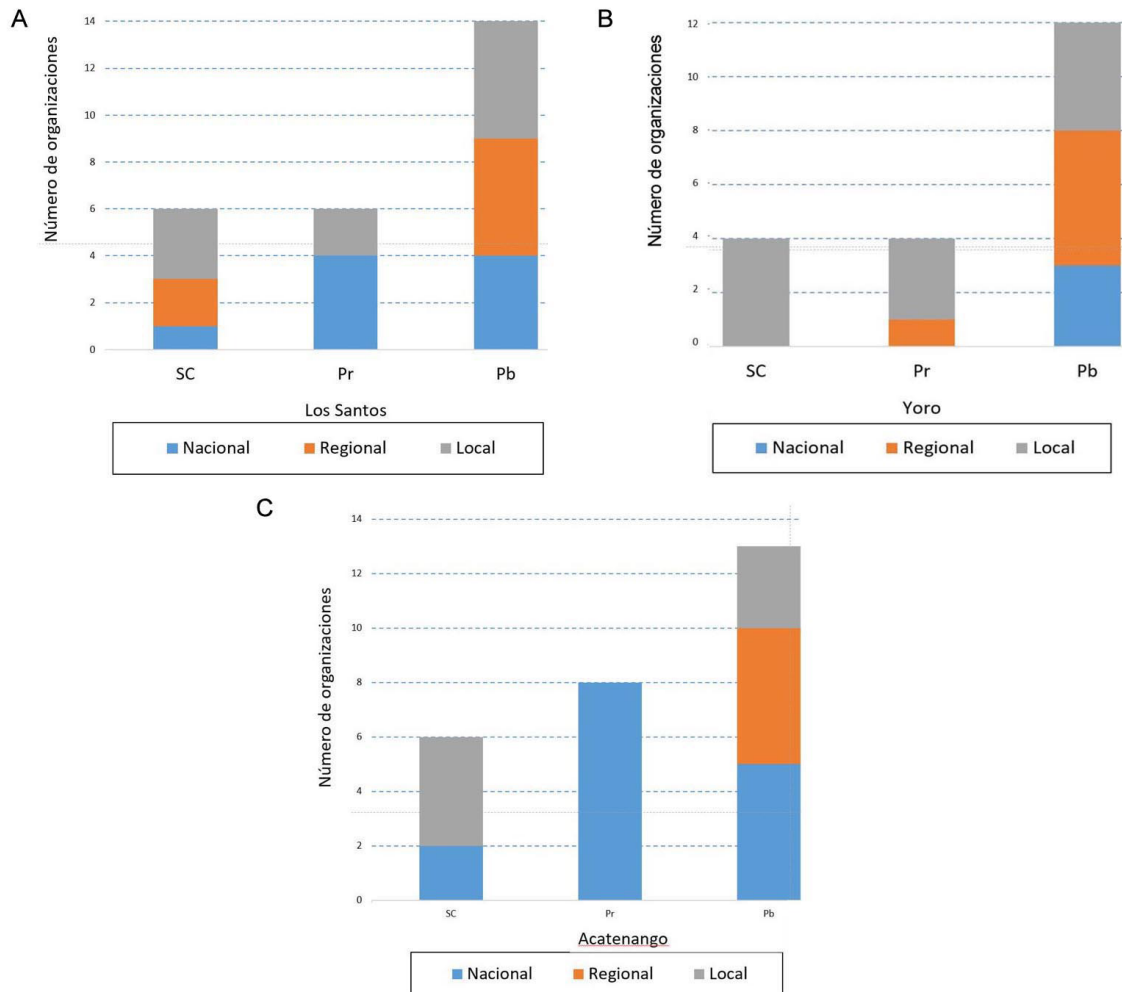 A
Número de organizaciones
14
12
10
8
6
4
2
0
SC Pr Pb
Los Santos
Nacional Regional Local
B
Número de organizaciones
12
10
8
6
4
2
0
SC Pr Pb
Yoro
Nacional Regional Local
C
Número de organizaciones
14
12
10
8
6
4
2
0
SC Pr Pb
Acatenango
Nacional Regional Local